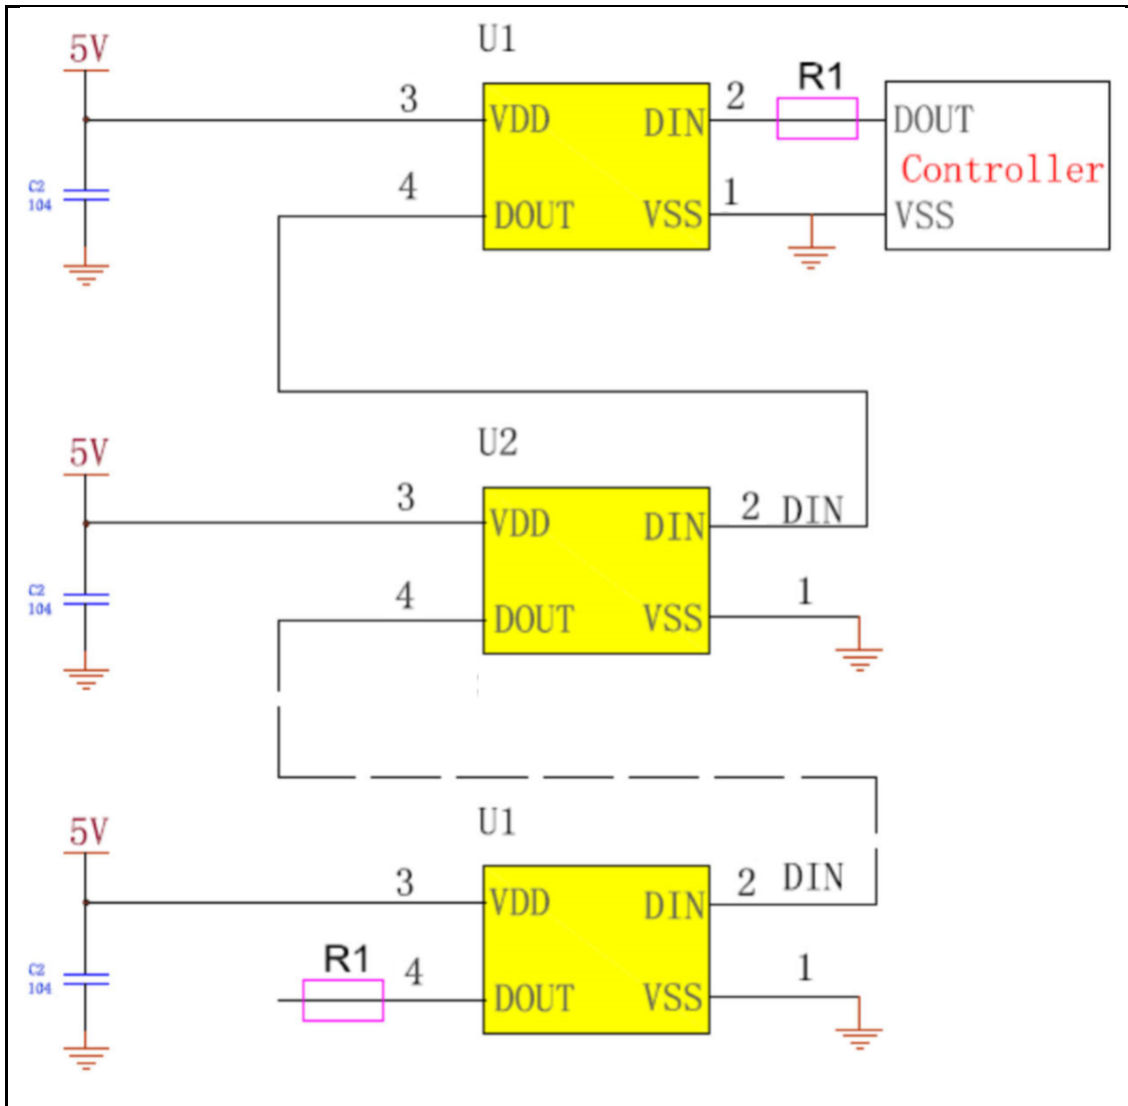 U1
5V
3
VDD
DIN
2
R1
DOUT
Controller
C2
104
4
DOUT
VSS
1
VSS
U2
5V
3
VDD
DIN
2
DIN
C2
104
4
DOUT
VSS
1
U1
5V
3
VDD
DIN
2
DIN
C2
104
R1
4
DOUT
VSS
1